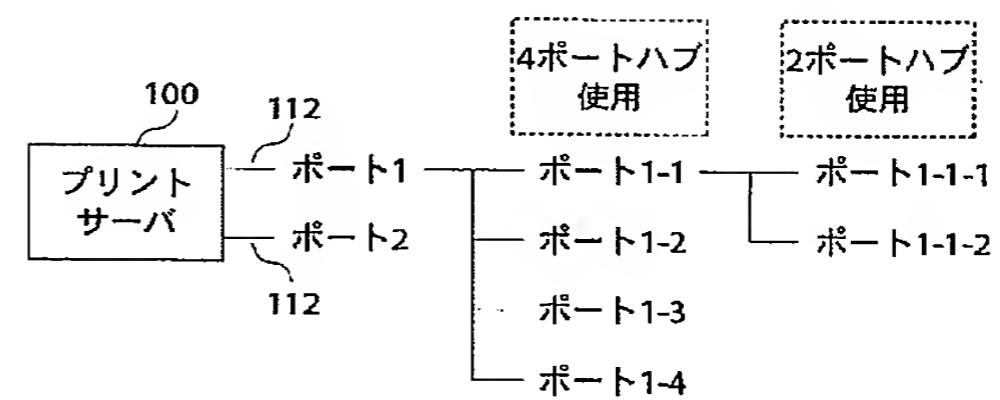 4ポートハブ
使用
2ポートハブ
使用
100
112
プリント
サーバ
ポート1
ポート1-1
ポート1-1-1
ポート2
ポート1-2
ポート1-1-2
112
ポート1-3
ポート1-4